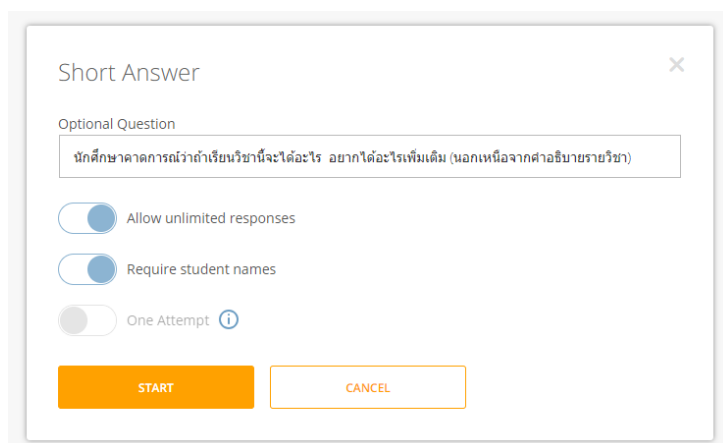 Short Answer
Optional Question
นักศึกษาคาดการณ์ว่าถ้าเรียนวิชานี้จะได้อะไร อยากได้อะไรเพิ่มเติม (นอกเหนือจากคำอธิบายรายวิชา)
Allow unlimited responses
Require student names
One Attempt
START CANCEL